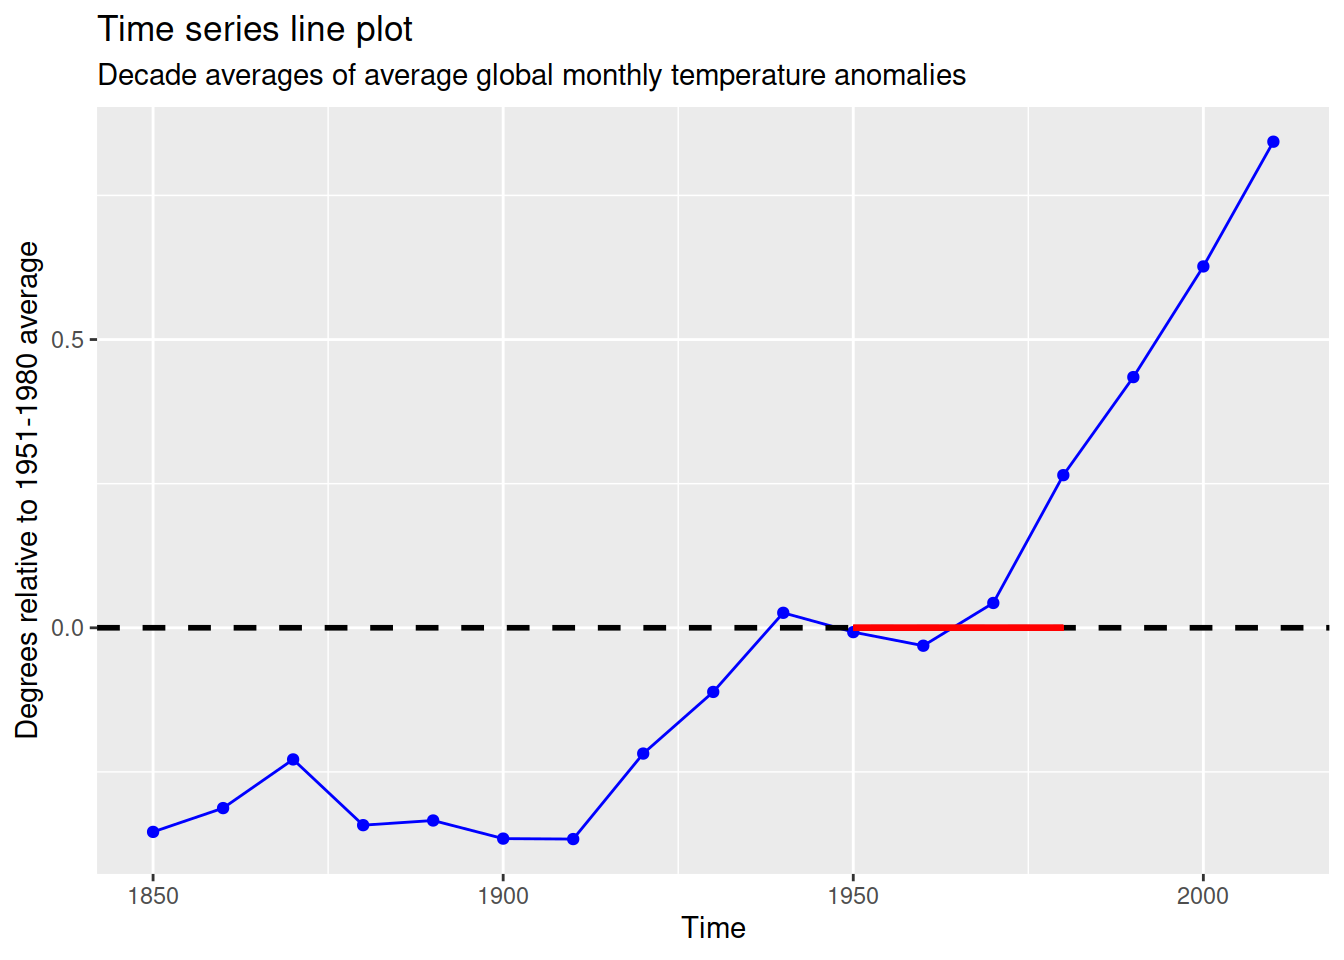 Time series line plot
Decade averages of average global monthly temperature anomalies
Degrees relative to 1951-1980 average
0.5
0.0
1850
1900
1950
2000
Time